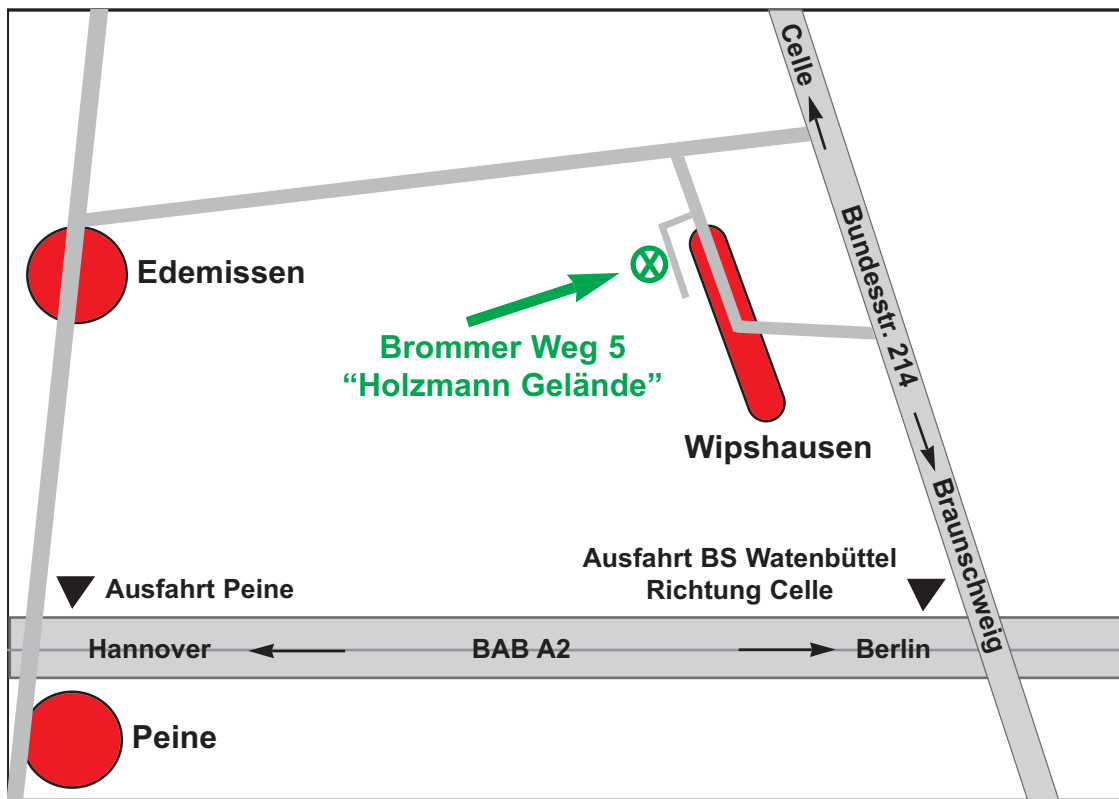 Celle
Bundesstr. 214
Edemissen
Brommer Weg 5
“Holzmann Gelände”
Wipshausen
Braunschweig
Ausfahrt BS Watenbüttel
Richtung Celle
Ausfahrt Peine
Hannover
BAB A2
Berlin
Peine